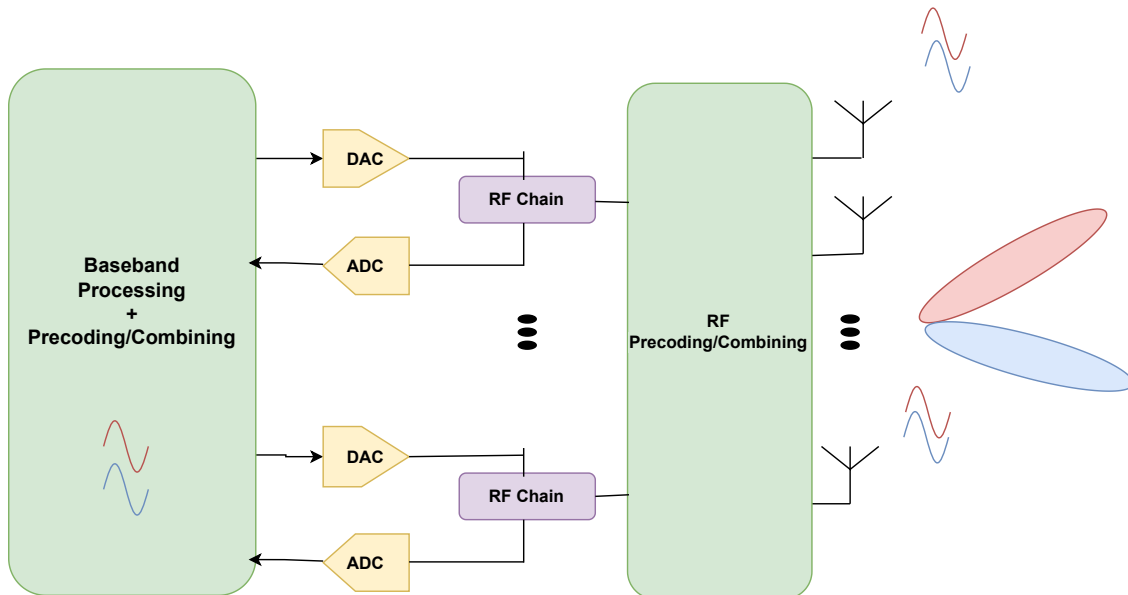 DAC
RF Chain
ADC
Baseband
Processing
+
Precoding/Combining
RF
Precoding/Combining
DAC
RF Chain
ADC